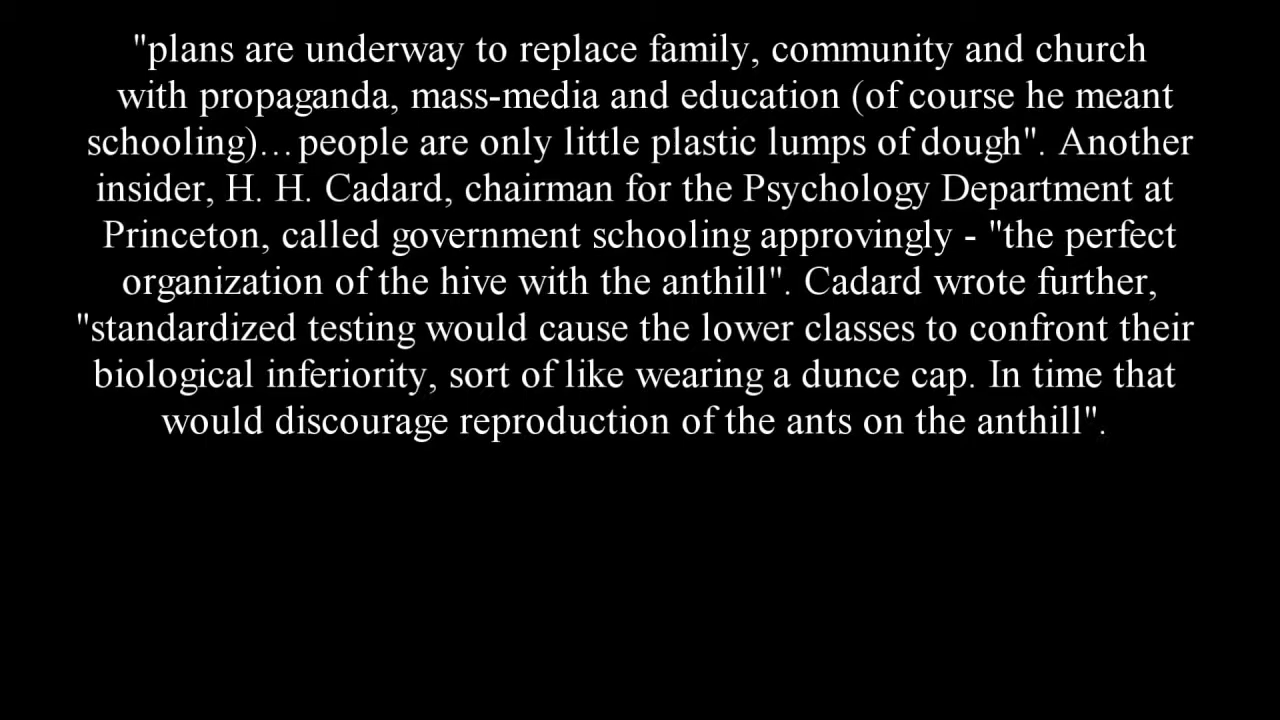 "plans are underway to replace family, community and church
with propaganda, mass-media and education (of course he meant
schooling)…people are only little plastic lumps of dough". Another
insider, H. H. Cadard, chairman for the Psychology Department at
Princeton, called government schooling approvingly - "the perfect
organization of the hive with the anthill". Cadard wrote further,
"standardized testing would cause the lower classes to confront their
biological inferiority, sort of like wearing a dunce cap. In time that
would discourage reproduction of the ants on the anthill".